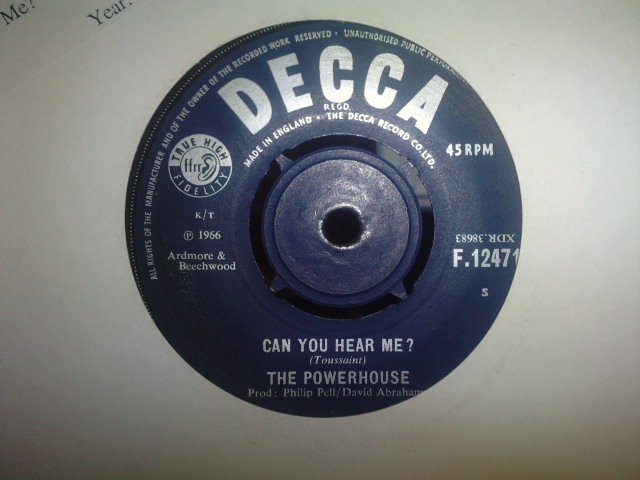 Me?
Year:
ALL RIGHTS OF THE MANUFACTURER AND OF THE OWNER OF THE RECORDED WORK RESERVED · UNAUTHORISED PUBLIC PERFORM
DECCA
REGD.
MADE IN ENGLAND · THE DECCA RECORD CO. LTD.
TRUE HIGH
ffrr
FIDELITY
45 RPM
K/T
℗ 1966
Ardmore &
Beechwood
XDR.38683
F.12471
S
CAN YOU HEAR ME?
(Toussaint)
THE POWERHOUSE
Prod: Philip Pell/David Abraham